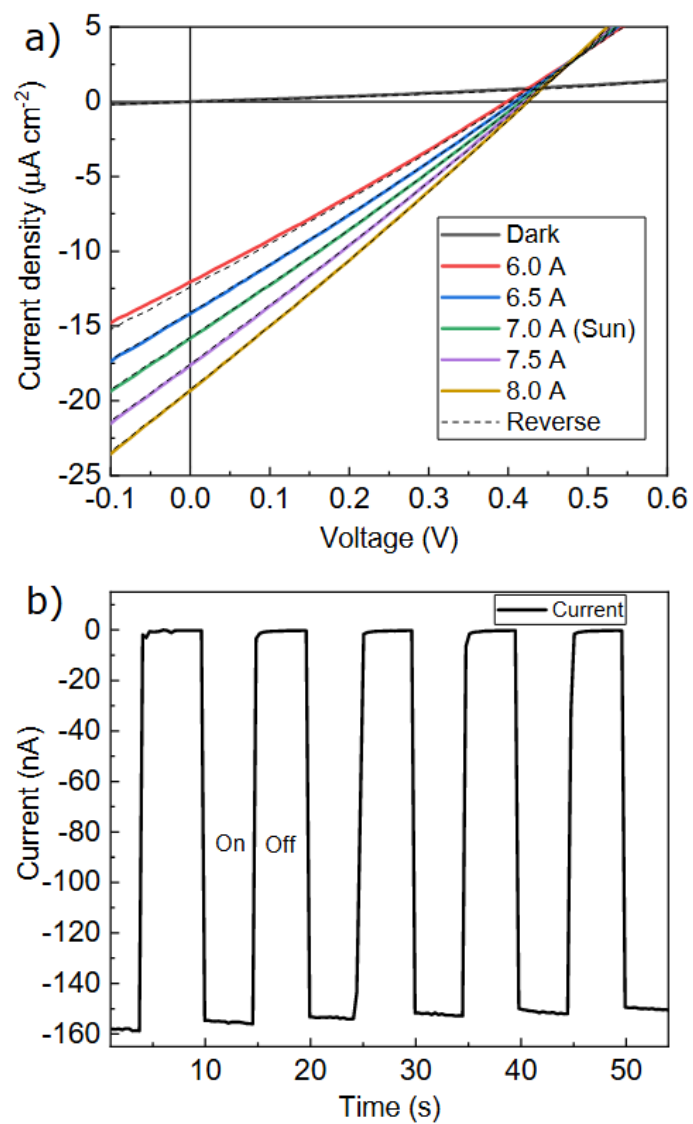 a)
5
0
-5
-10
-15
-20
-25
Current density (μA cm⁻²)
Dark
6.0 A
6.5 A
7.0 A (Sun)
7.5 A
8.0 A
Reverse
-0.1 0.0 0.1 0.2 0.3 0.4 0.5 0.6
Voltage (V)
b)
Current
0
-20
-40
-60
-80
-100
-120
-140
-160
Current (nA)
On Off
10 20 30 40 50
Time (s)